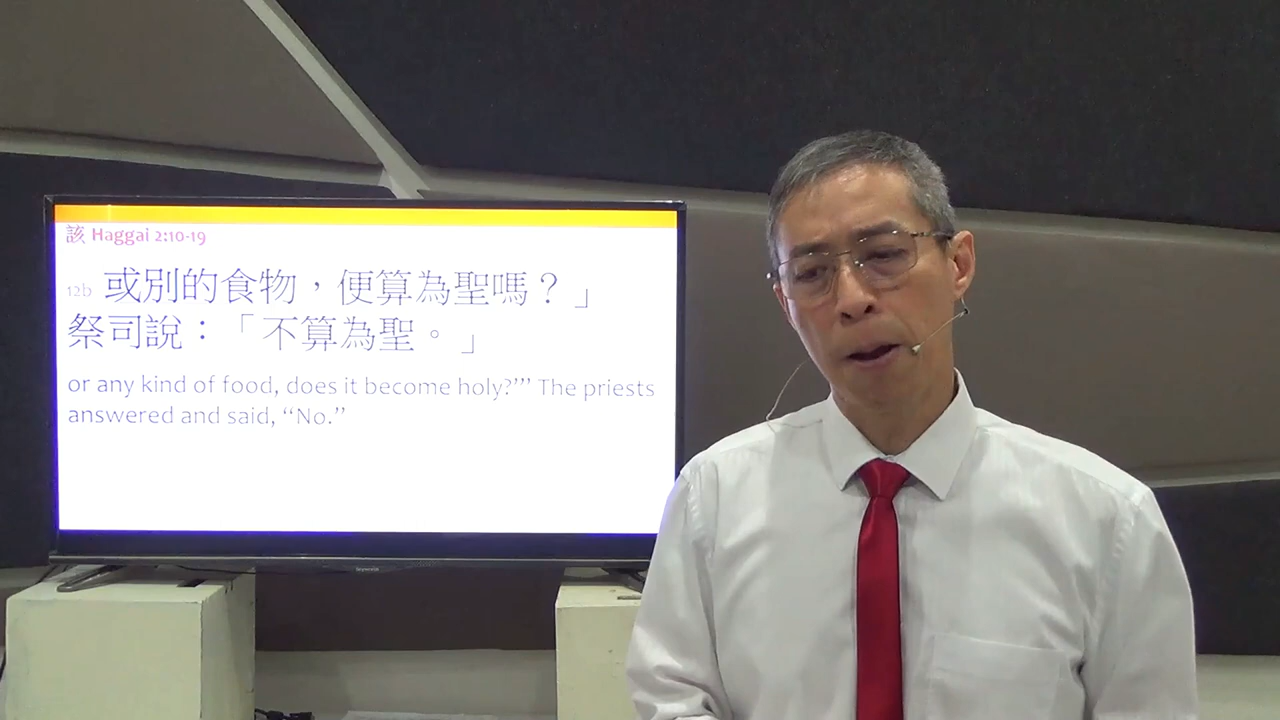 該 Haggai 2:10-19
12b 或別的食物，便算為聖嗎？」
祭司說：「不算為聖。」
or any kind of food, does it become holy?’” The priests
answered and said, “No.”